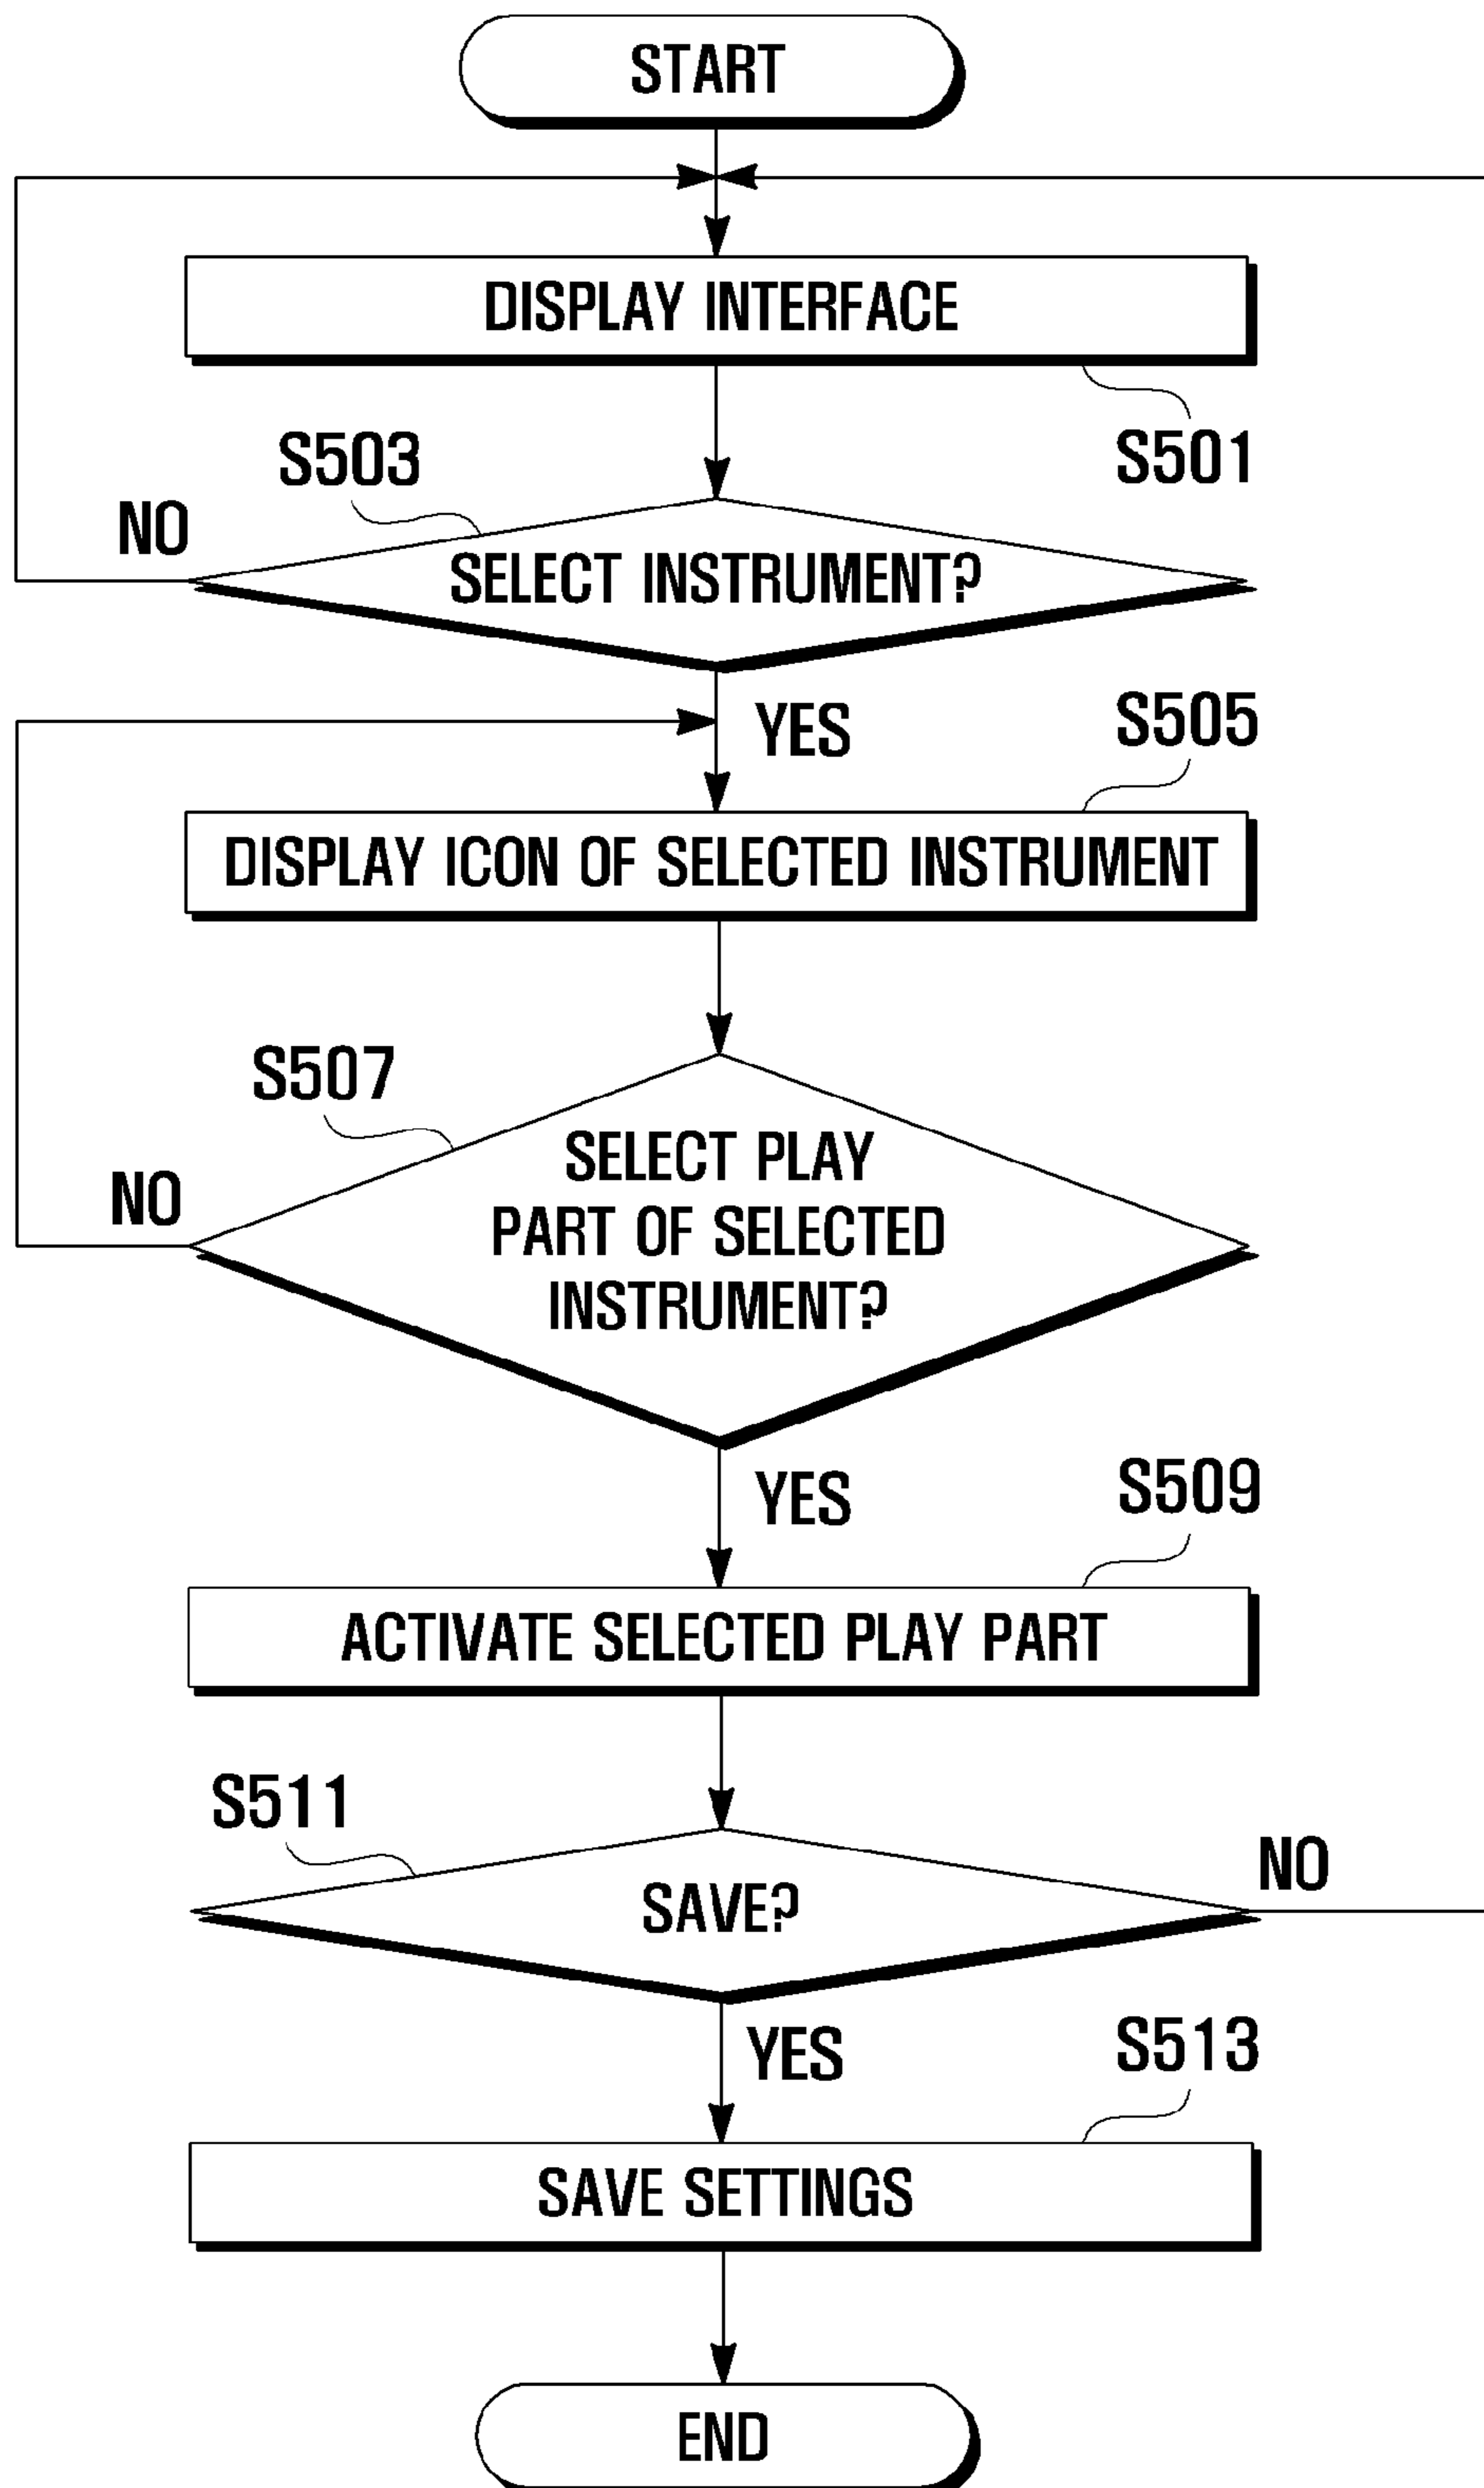 START
DISPLAY INTERFACE
S501
S503
NO
SELECT INSTRUMENT?
YES
S505
DISPLAY ICON OF SELECTED INSTRUMENT
S507
NO
SELECT PLAY
PART OF SELECTED
INSTRUMENT?
YES
S509
ACTIVATE SELECTED PLAY PART
S511
NO
SAVE?
YES
S513
SAVE SETTINGS
END